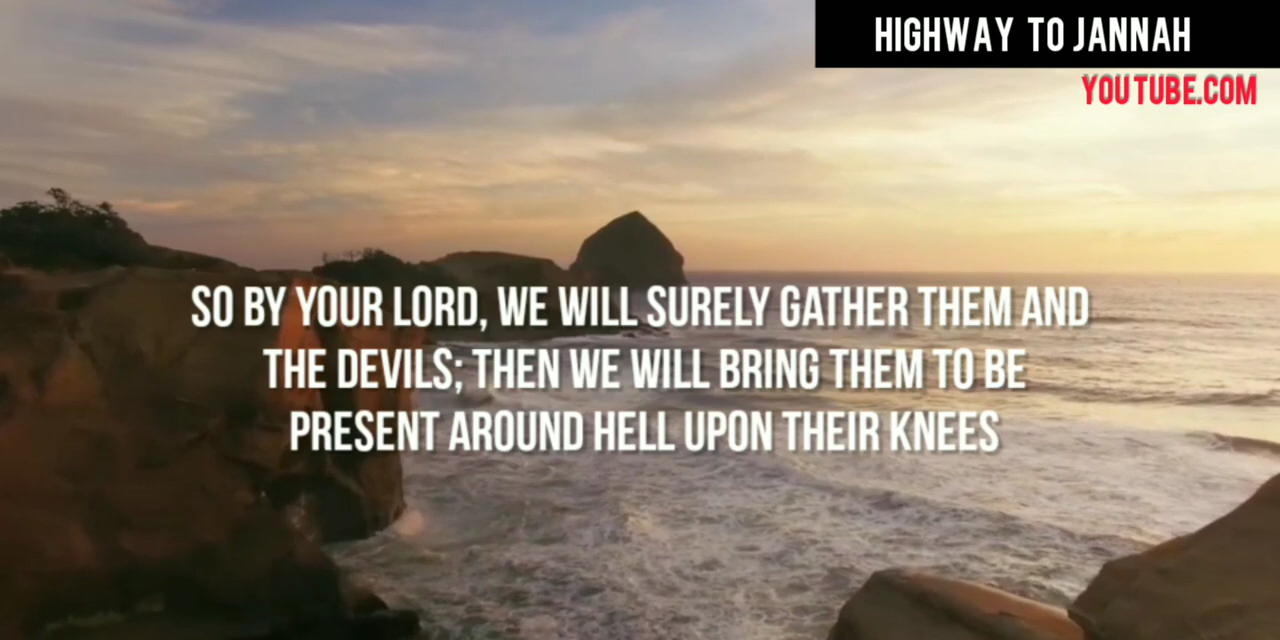 HIGHWAY TO JANNAH
YOUTUBE.COM
SO BY YOUR LORD, WE WILL SURELY GATHER THEM AND
THE DEVILS; THEN WE WILL BRING THEM TO BE
PRESENT AROUND HELL UPON THEIR KNEES